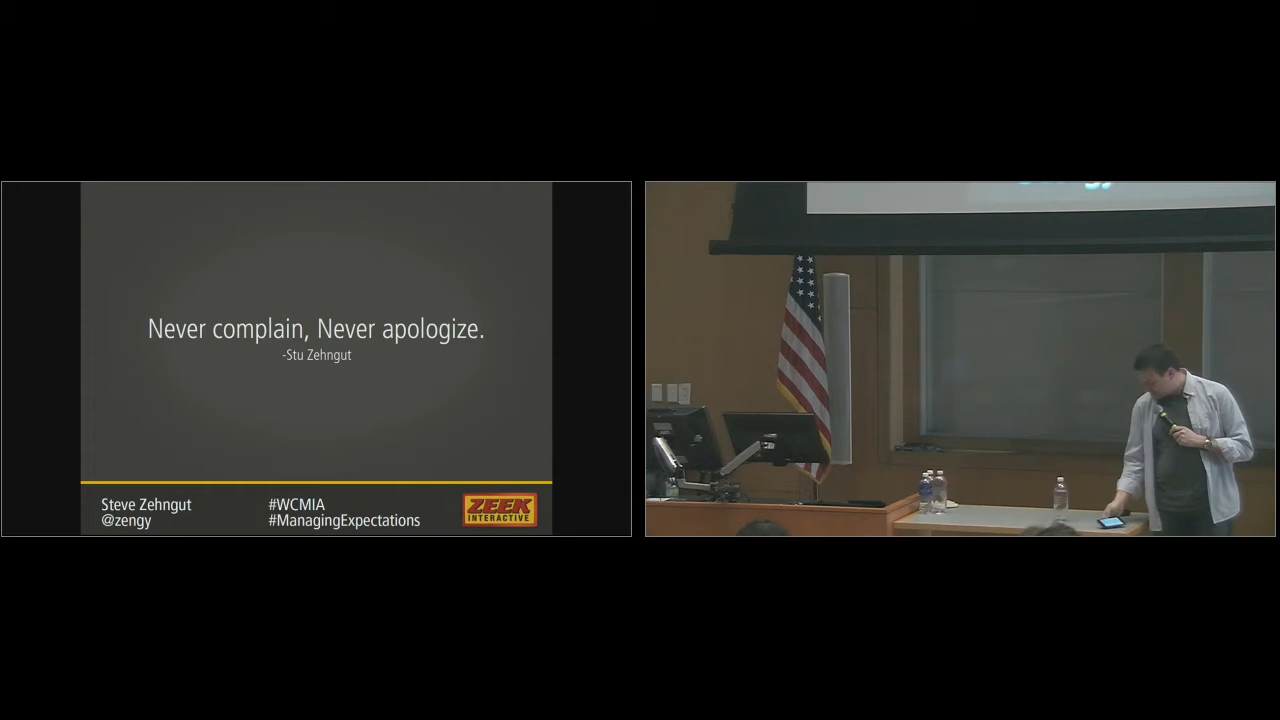 Never complain, Never apologize.
-Stu Zehngut
Steve Zehngut
@zengy
#WCMIA
#ManagingExpectations
ZEEK
INTERACTIVE